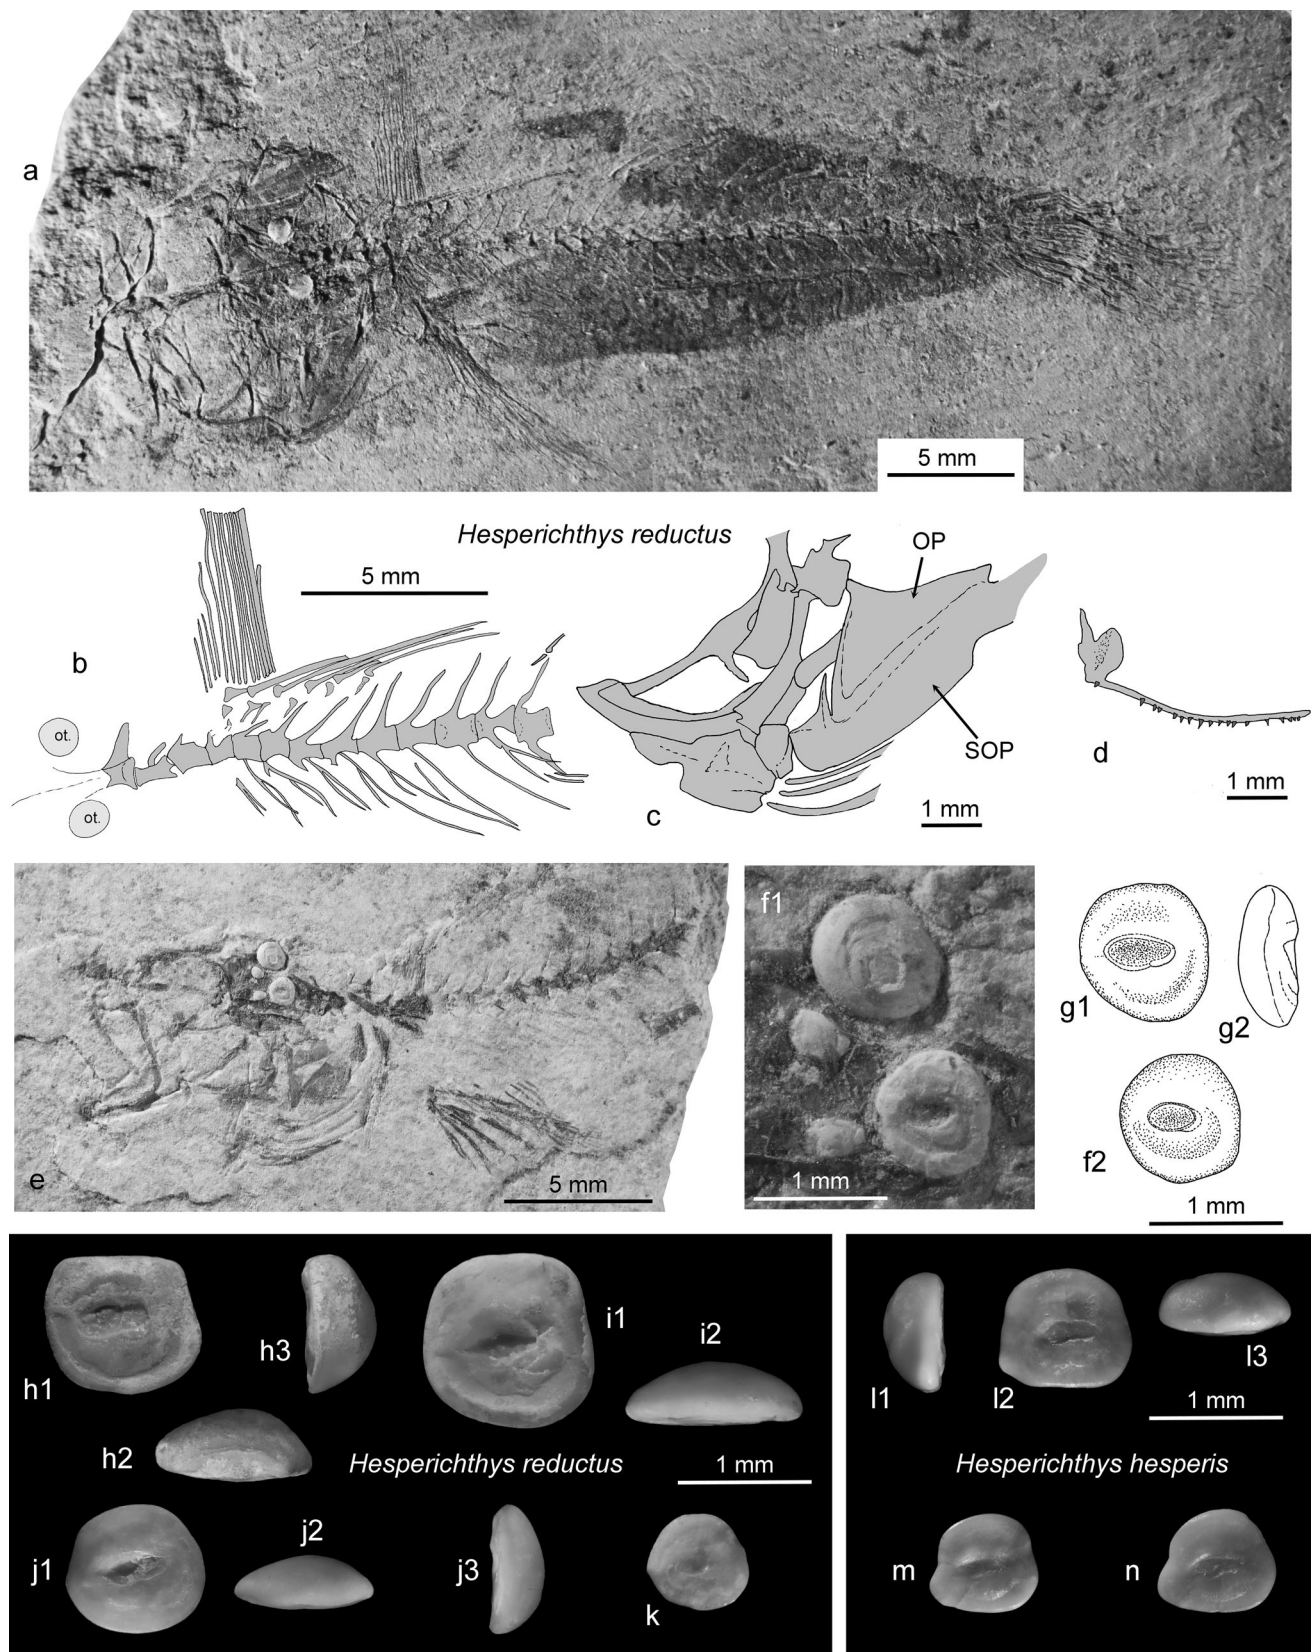 a
5 mm
Hesperichthys reductus
OP
5 mm
b
d
ot.
SOP
ot.
c
1 mm
1 mm
f1
g1
g2
f2
e
5 mm
1 mm
1 mm
h1
h3
i1
i2
h2
Hesperichthys reductus
1 mm
j1
j2
j3
k
l1
l2
l3
1 mm
Hesperichthys hesperis
m
n